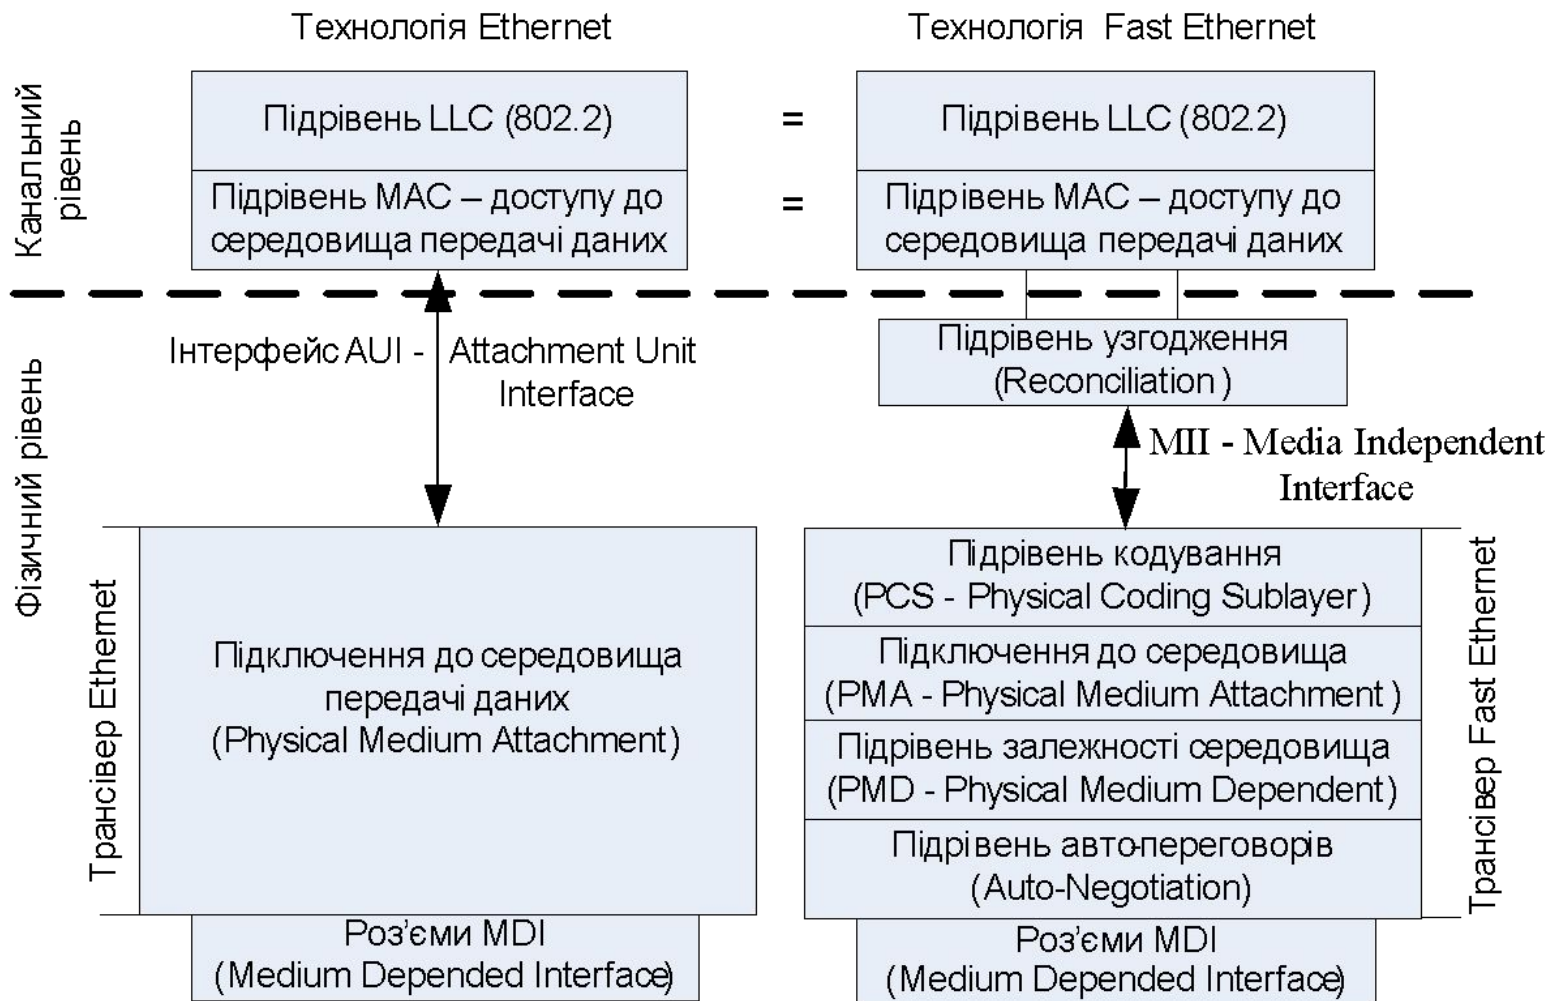 Технологія Ethernet
Технологія Fast Ethernet
Канальний
рівень
Підрівень LLC (802.2)
=
Підрівень LLC (802.2)
Підрівень MAC – доступу до
середовища передачі даних
=
Підрівень MAC – доступу до
середовища передачі даних
Фізичний рівень
Інтерфейс AUI - Attachment Unit
Interface
Підрівень узгодження
(Reconciliation )
MII - Media Independent
Interface
Трансівер Ethernet
Підключення до середовища
передачі даних
(Physical Medium Attachment)
Підрівень кодування
(PCS - Physical Coding Sublayer)
Підключення до середовища
(PMA - Physical Medium Attachment )
Підрівень залежності середовища
(PMD - Physical Medium Dependent)
Підрівень авто-переговорів
(Auto-Negotiation)
Трансівер Fast Ethernet
Роз’єми MDI
(Medium Depended Interface)
Роз’єми MDI
(Medium Depended Interface)